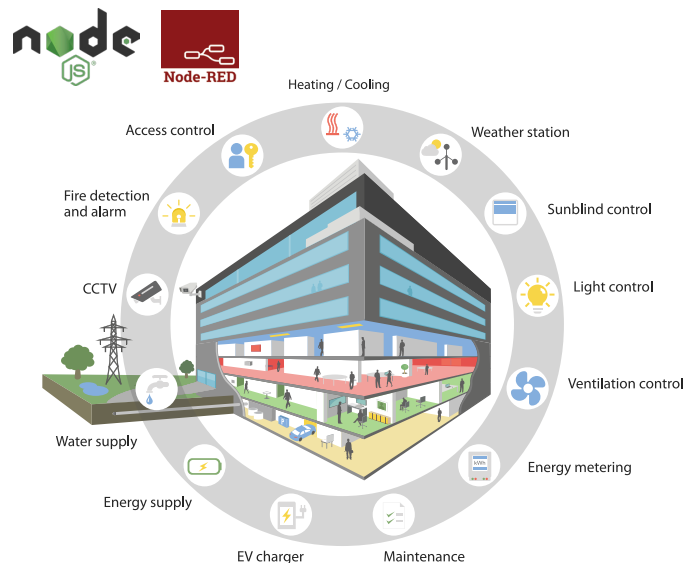 node
JS
Node-RED
Heating / Cooling
Access control
Weather station
Fire detection
and alarm
Sunblind control
CCTV
Light control
Ventilation control
Water supply
kWh
Energy metering
Energy supply
EV charger
Maintenance